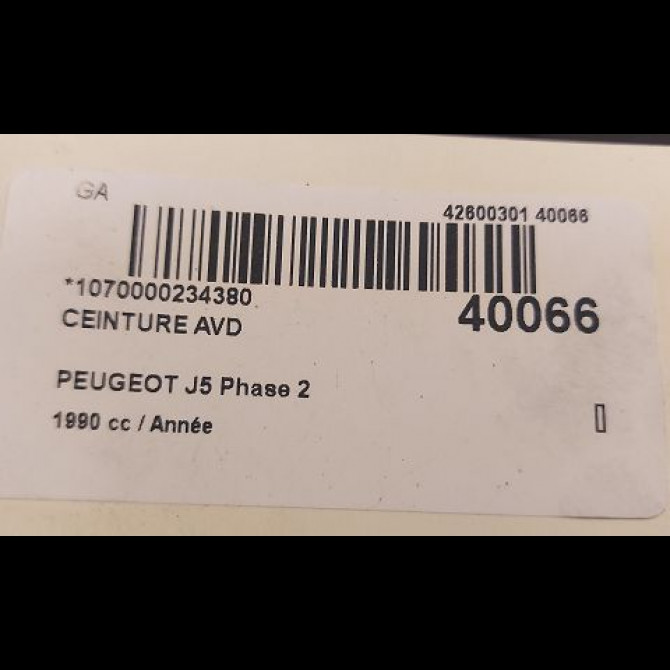 GA
42600301 40066
*1070000234380
40066
CEINTURE AVD
PEUGEOT J5 Phase 2
1990 cc / Année